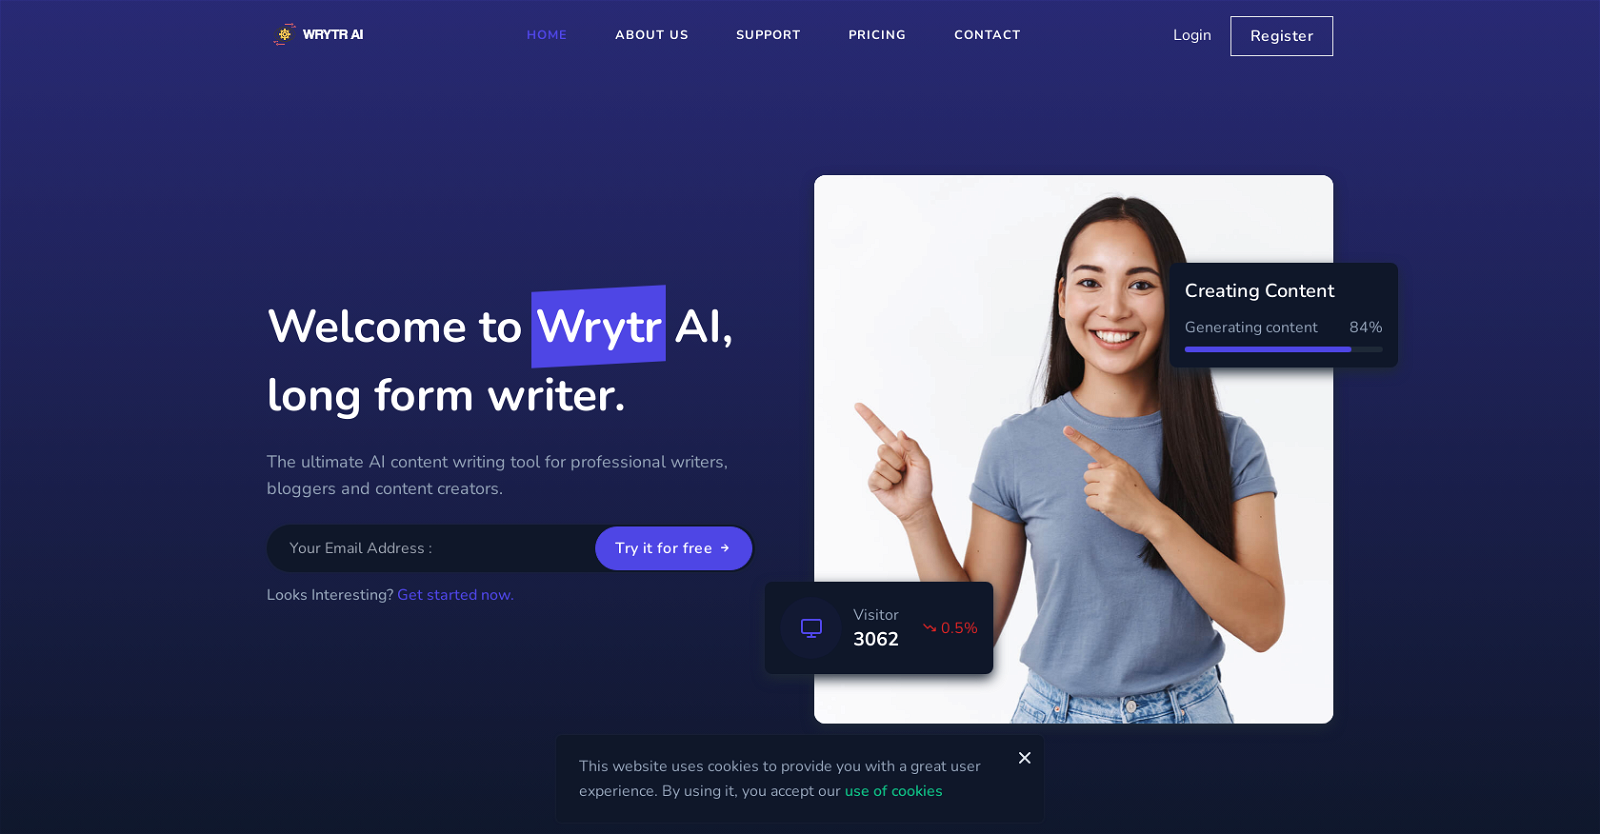 WRYTR AI
HOME
ABOUT US
SUPPORT
PRICING
CONTACT
Login
Register
Welcome to Wrytr AI,
long form writer.
The ultimate AI content writing tool for professional writers,
bloggers and content creators.
Your Email Address :
Try it for free
Looks Interesting? Get started now.
Creating Content
Generating content 84%
Visitor
3062
0.5%
This website uses cookies to provide you with a great user
experience. By using it, you accept our use of cookies